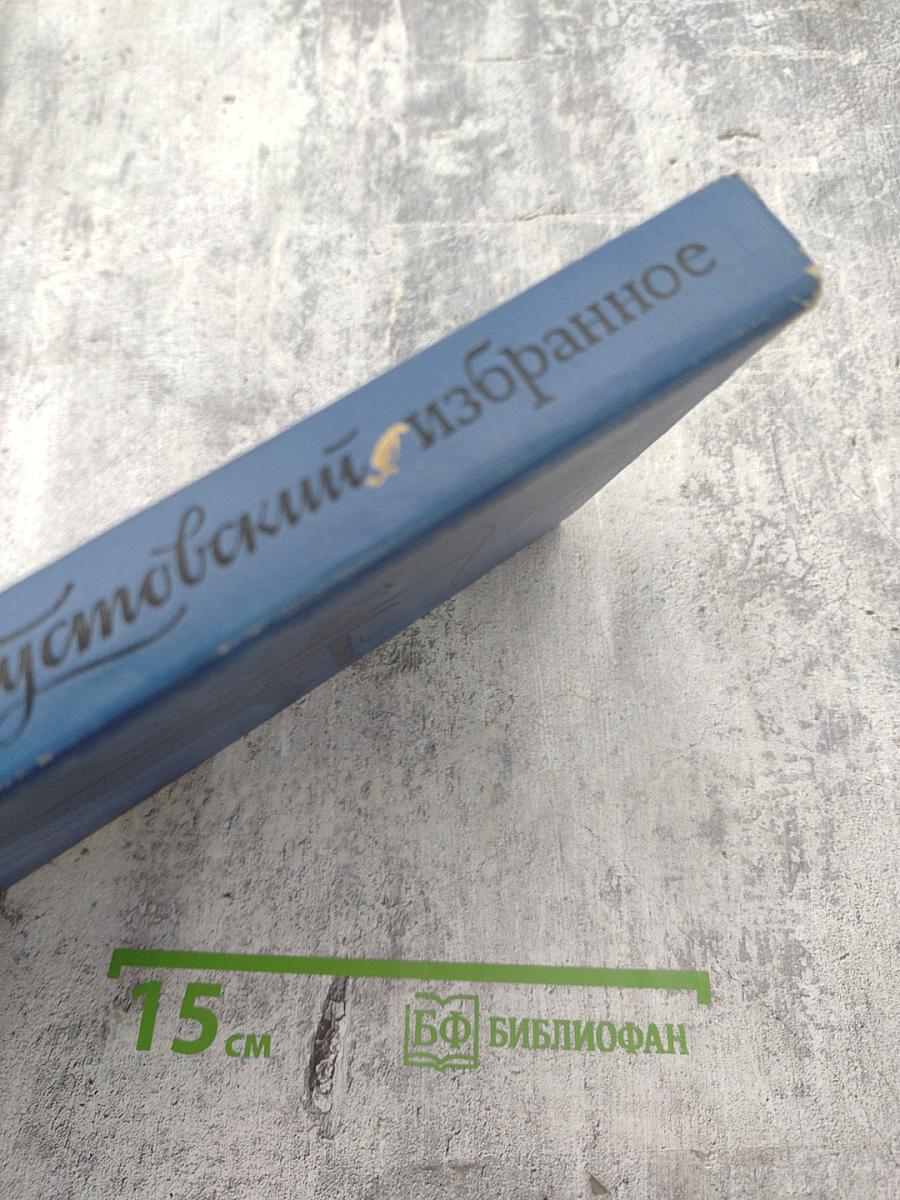 устовский избранное
15 см
БФ БИБЛИОФАН